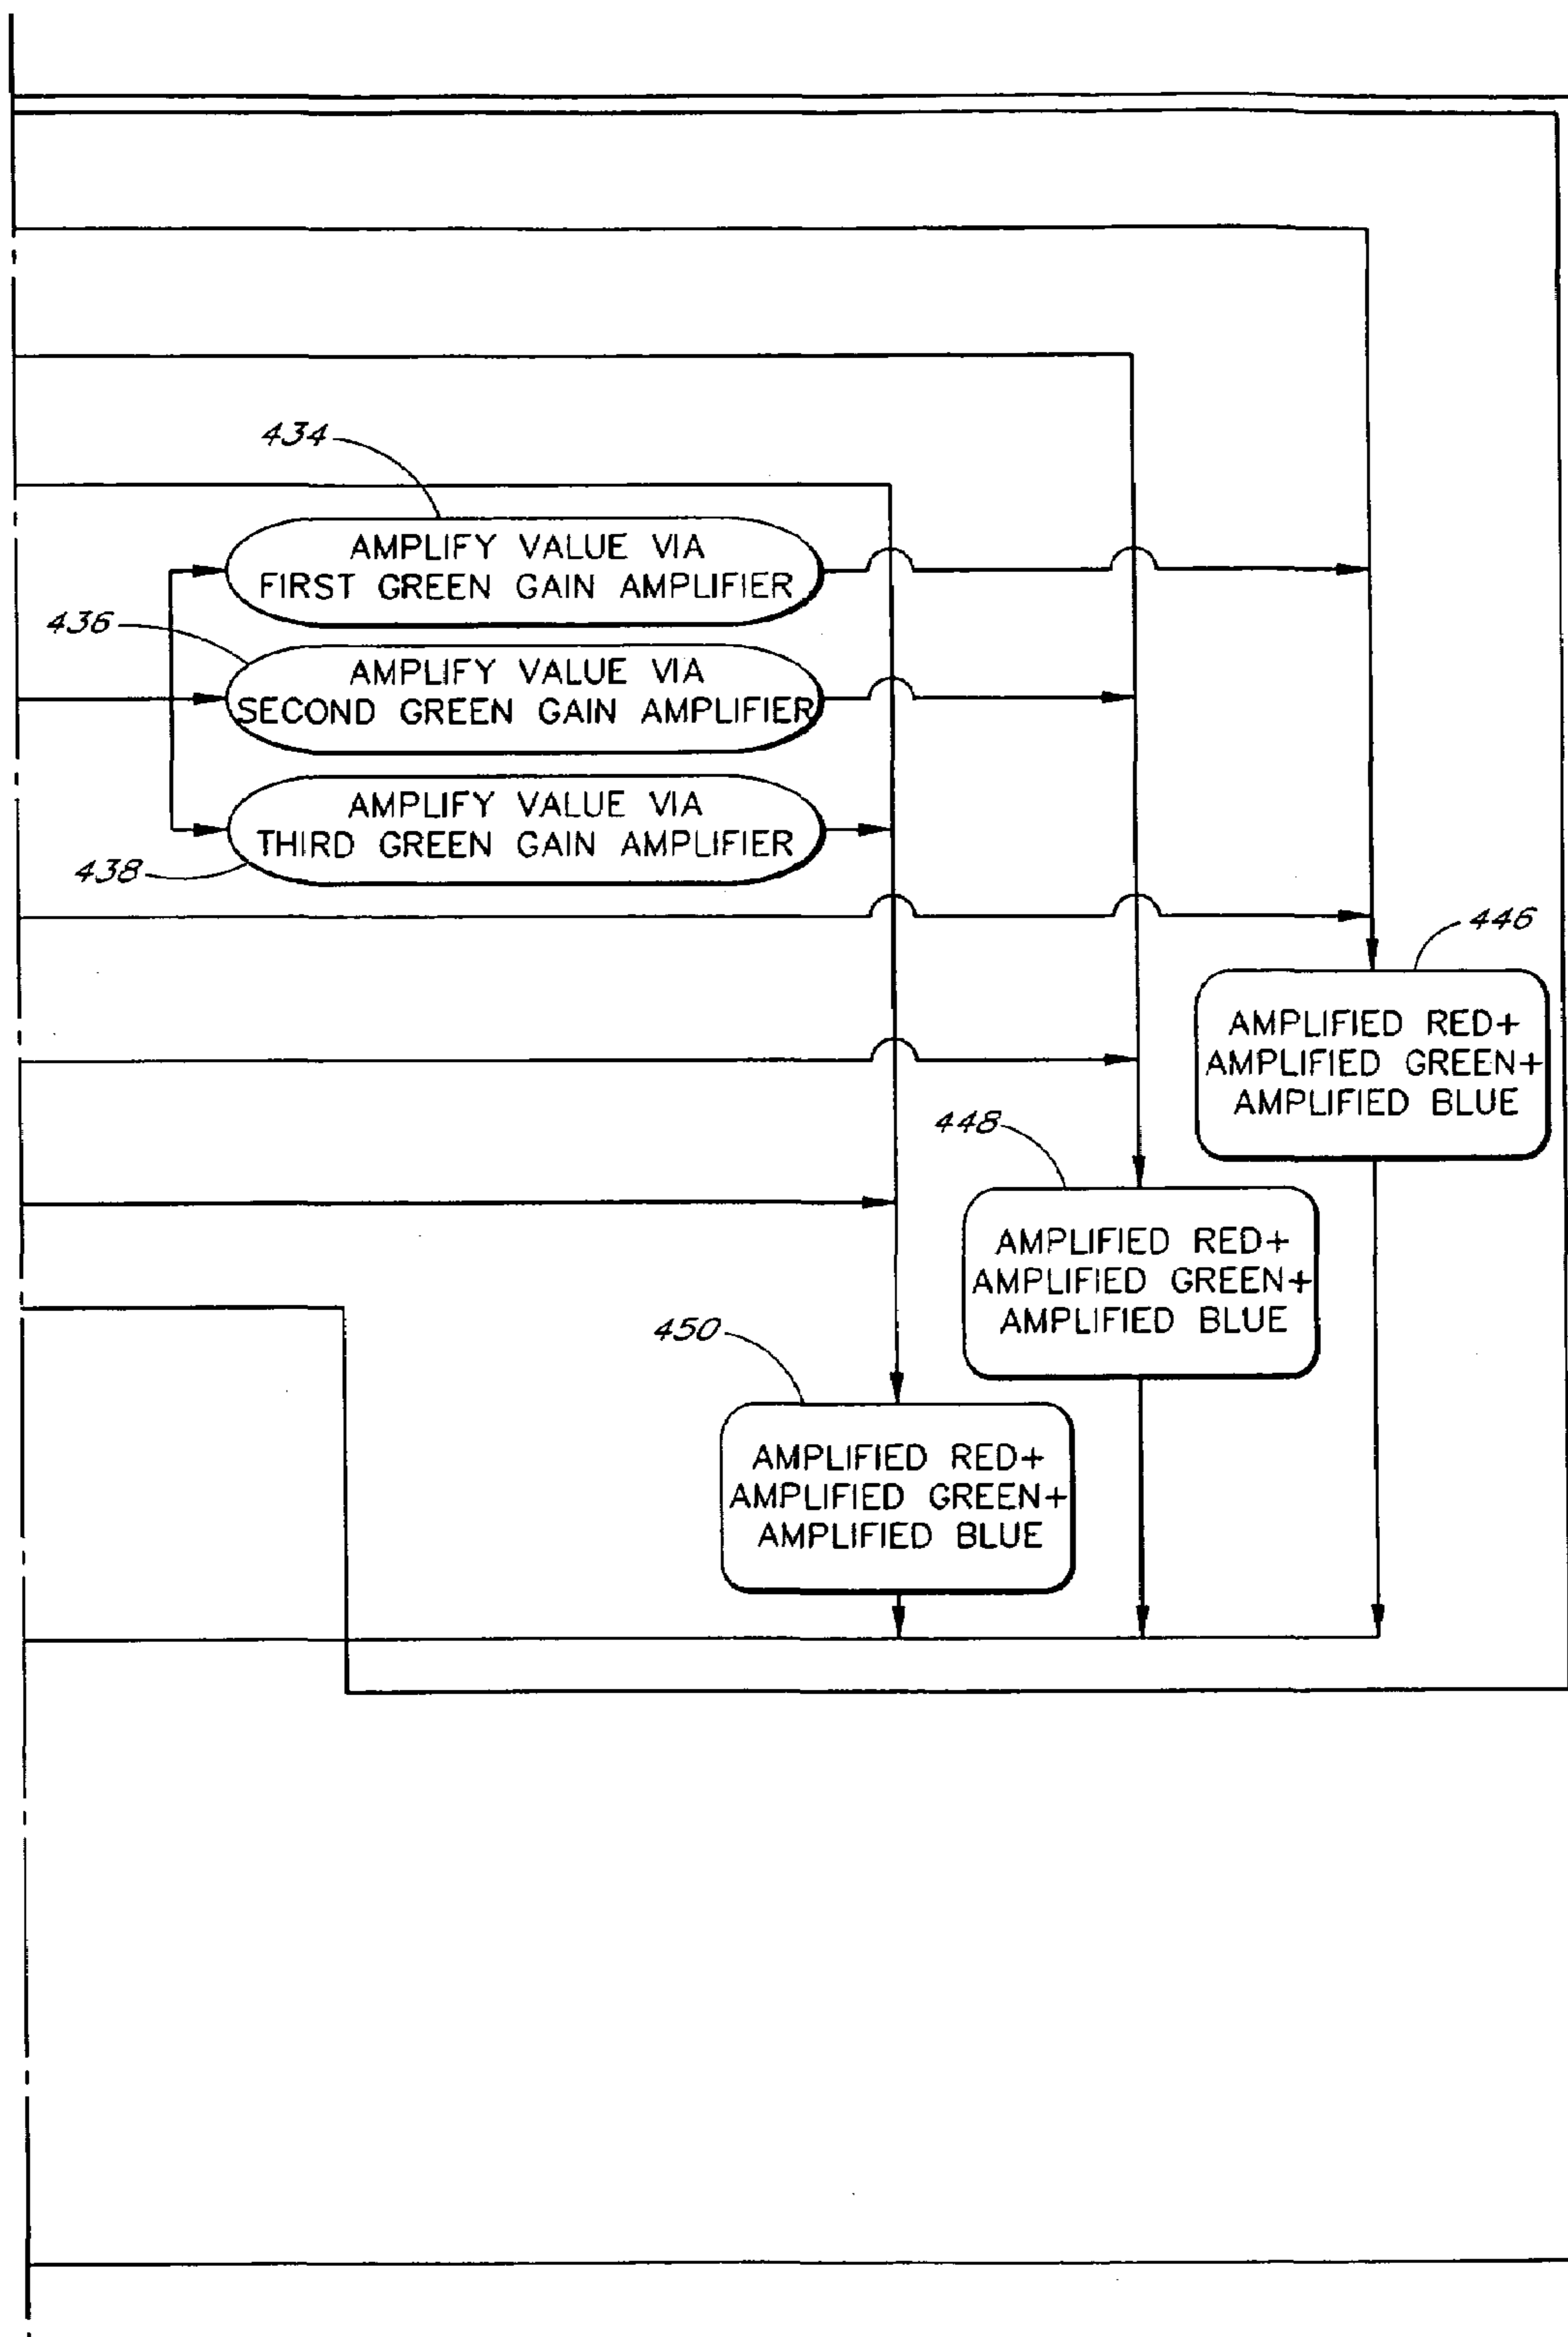 434
AMPLIFY VALUE VIA
FIRST GREEN GAIN AMPLIFIER
436
AMPLIFY VALUE VIA
SECOND GREEN GAIN AMPLIFIER
AMPLIFY VALUE VIA
THIRD GREEN GAIN AMPLIFIER
438
446
AMPLIFIED RED+
AMPLIFIED GREEN+
AMPLIFIED BLUE
448
AMPLIFIED RED+
AMPLIFIED GREEN+
AMPLIFIED BLUE
450
AMPLIFIED RED+
AMPLIFIED GREEN+
AMPLIFIED BLUE